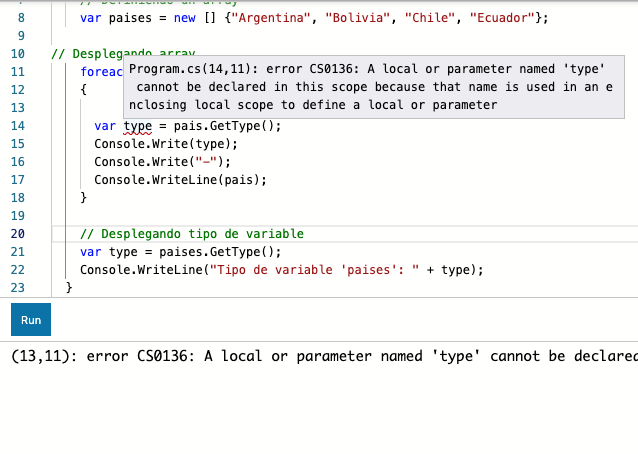 8 var paises = new [] {"Argentina", "Bolivia", "Chile", "Ecuador"};
9
10 // Desplegando array
11 foreac
12 {
Program.cs(14,11): error CS0136: A local or parameter named 'type'
cannot be declared in this scope because that name is used in an e
nclosing local scope to define a local or parameter
13
14 var type = pais.GetType();
15 Console.Write(type);
16 Console.Write("-");
17 Console.WriteLine(pais);
18 }
19
20 // Desplegando tipo de variable
21 var type = paises.GetType();
22 Console.WriteLine("Tipo de variable 'paises': " + type);
23 }
Run
(13,11): error CS0136: A local or parameter named 'type' cannot be declared